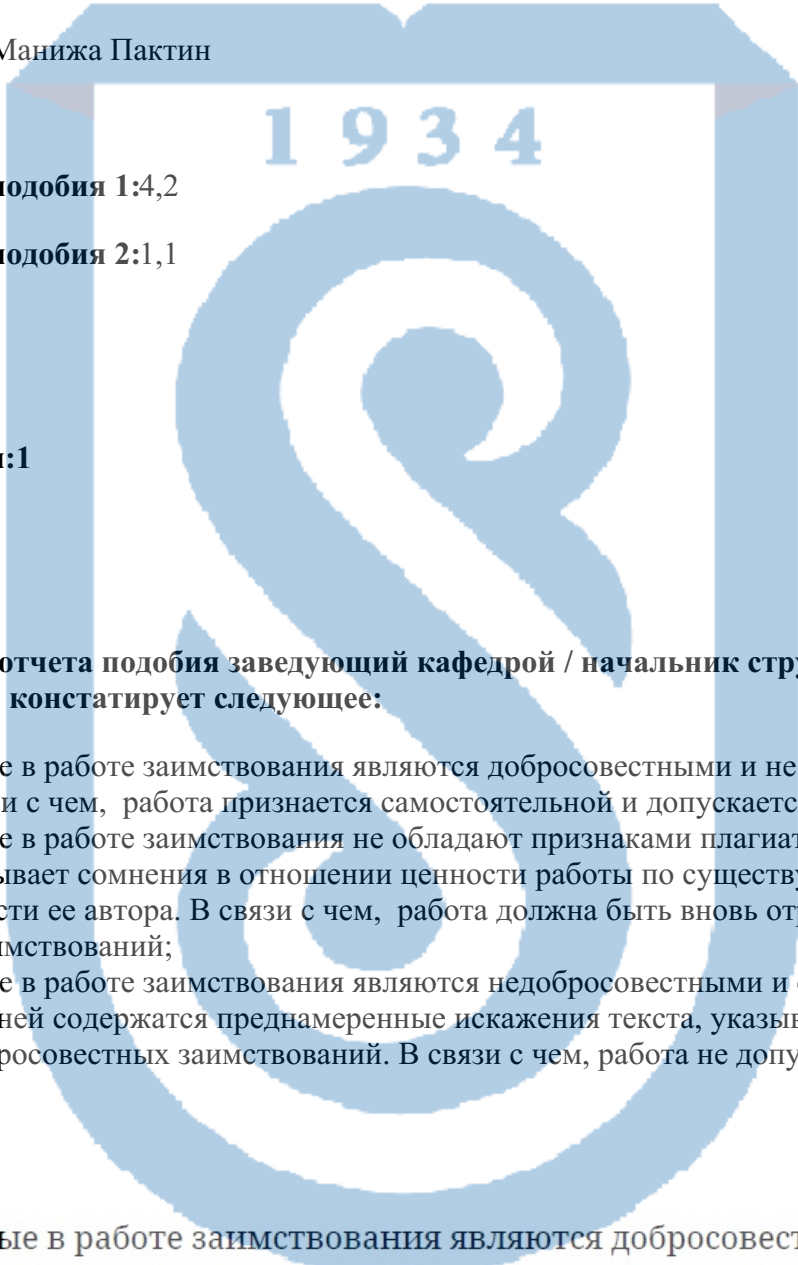 Манижа Пактин
1934
подобия 1:4,2
подобия 2:1,1
:1
отчета подобия заведующий кафедрой / начальник стру
констатирует следующее:
е в работе заимствования являются добросовестными и не
и с чем, работа признается самостоятельной и допускается
е в работе заимствования не обладают признаками плагиат
ывает сомнения в отношении ценности работы по существу
сти ее автора. В связи с чем, работа должна быть вновь отр
имствований;
е в работе заимствования являются недобросовестными и
ней содержатся преднамеренные искажения текста, указыв
росовестных заимствований. В связи с чем, работа не допу
ые в работе заимствования являются добросовест